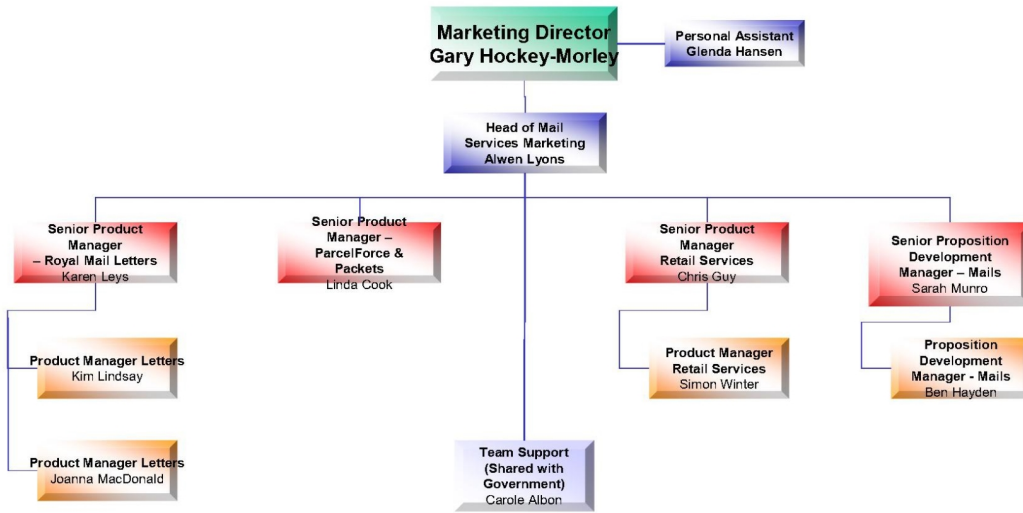 Marketing Director
Gary Hockey-Morley
Personal Assistant
Glenda Hansen
Head of Mail
Services Marketing
Alwen Lyons
Senior Product
Manager
– Royal Mail Letters
Karen Leys
Senior Product
Manager –
ParcelForce &
Packets
Linda Cook
Senior Product
Manager
Retail Services
Chris Guy
Senior Proposition
Development
Manager – Mails
Sarah Munro
Product Manager Letters
Kim Lindsay
Product Manager
Retail Services
Simon Winter
Proposition
Development
Manager - Mails
Ben Hayden
Product Manager Letters
Joanna MacDonald
Team Support
(Shared with
Government)
Carole Albon